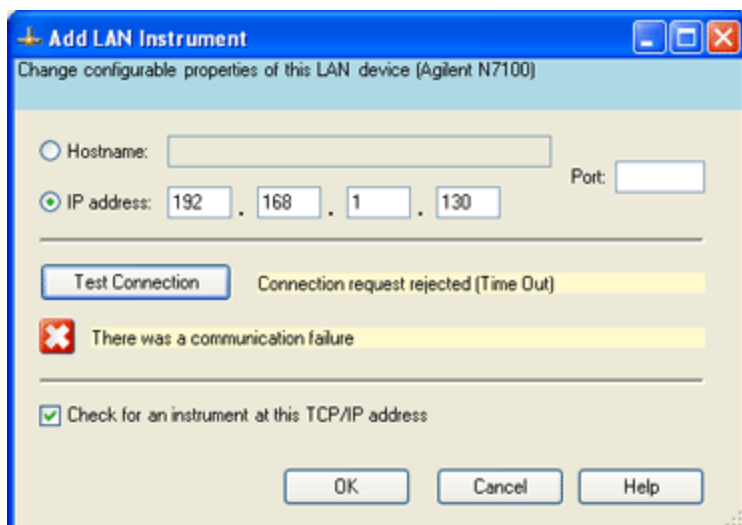 Add LAN Instrument
Change configurable properties of this LAN device (Agilent N7100)
Hostname:
Port:
IP address: 192 . 168 . 1 . 130
Test Connection Connection request rejected (Time Out)
There was a communication failure
Check for an instrument at this TCP/IP address
OK Cancel Help